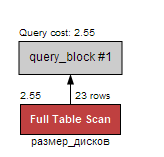 Query cost: 2.55
query_block #1
2.55 23 rows
Full Table Scan
размер_дисков